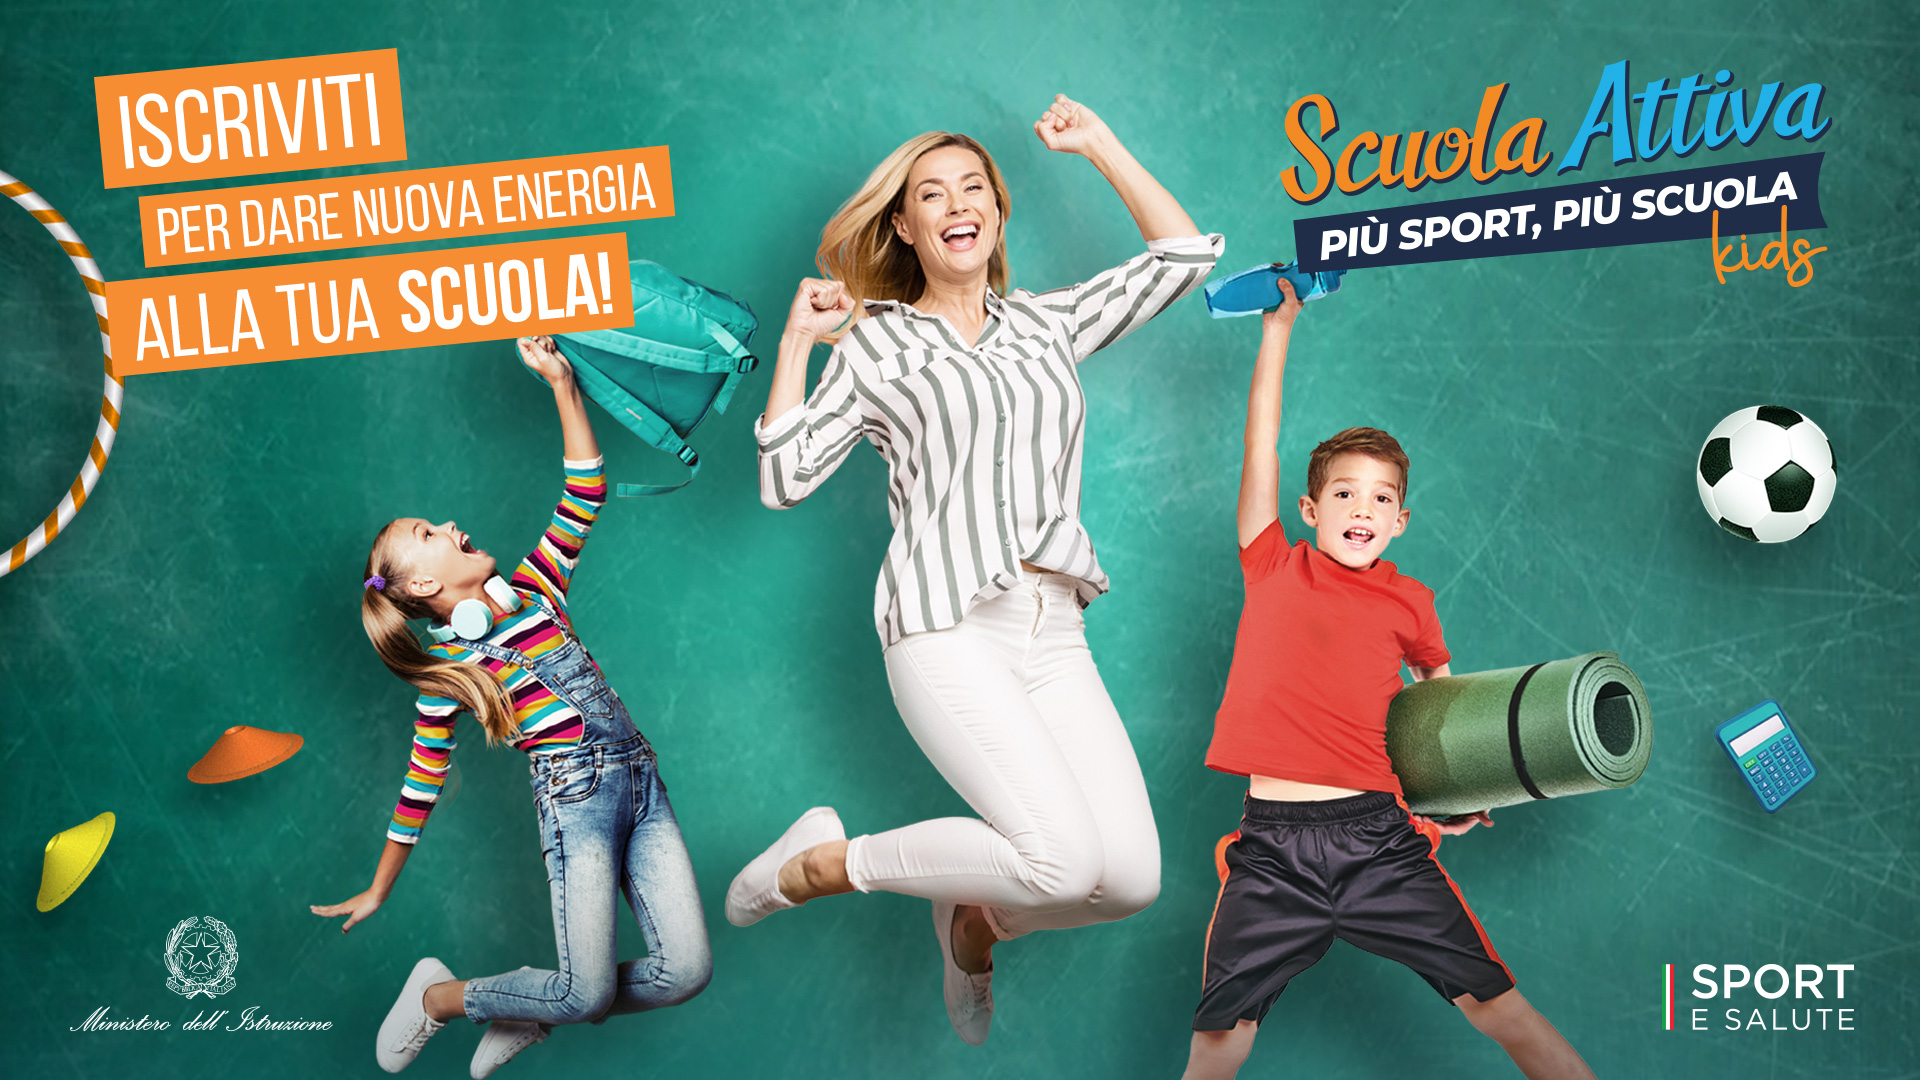 ISCRIVITI
PER DARE NUOVA ENERGIA
ALLA TUA SCUOLA!
Scuola Attiva
PIÙ SPORT, PIÙ SCUOLA
kids
Ministero dell'Istruzione
SPORT
E SALUTE